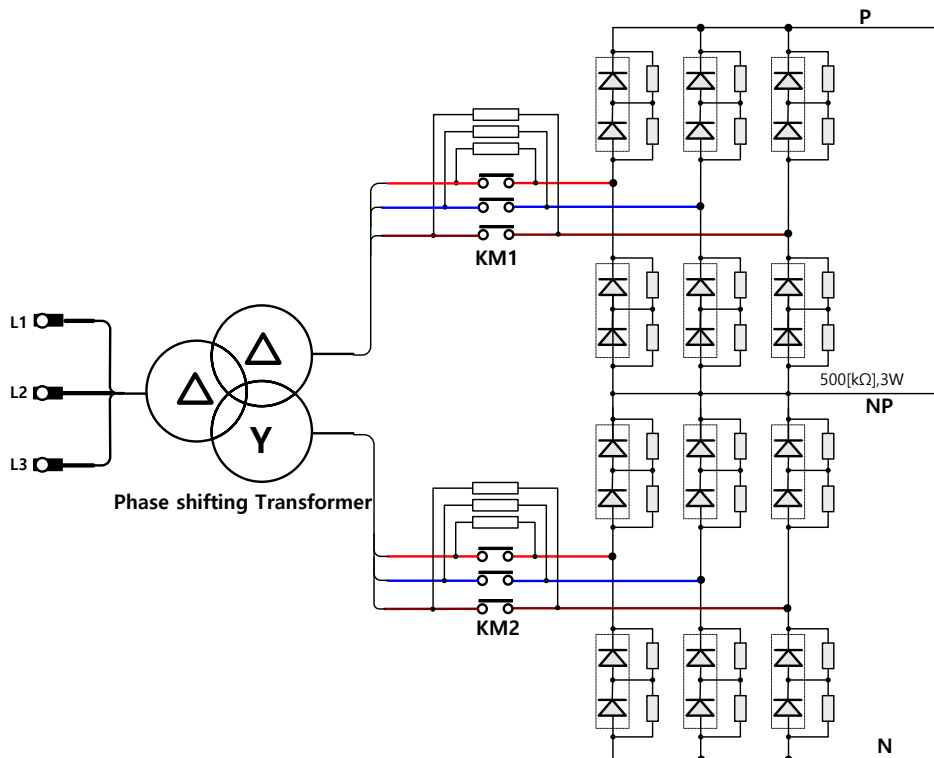 P
KM1
L1
L2
L3
Δ
Δ
Y
500[kΩ],3W
NP
Phase shifting Transformer
KM2
N